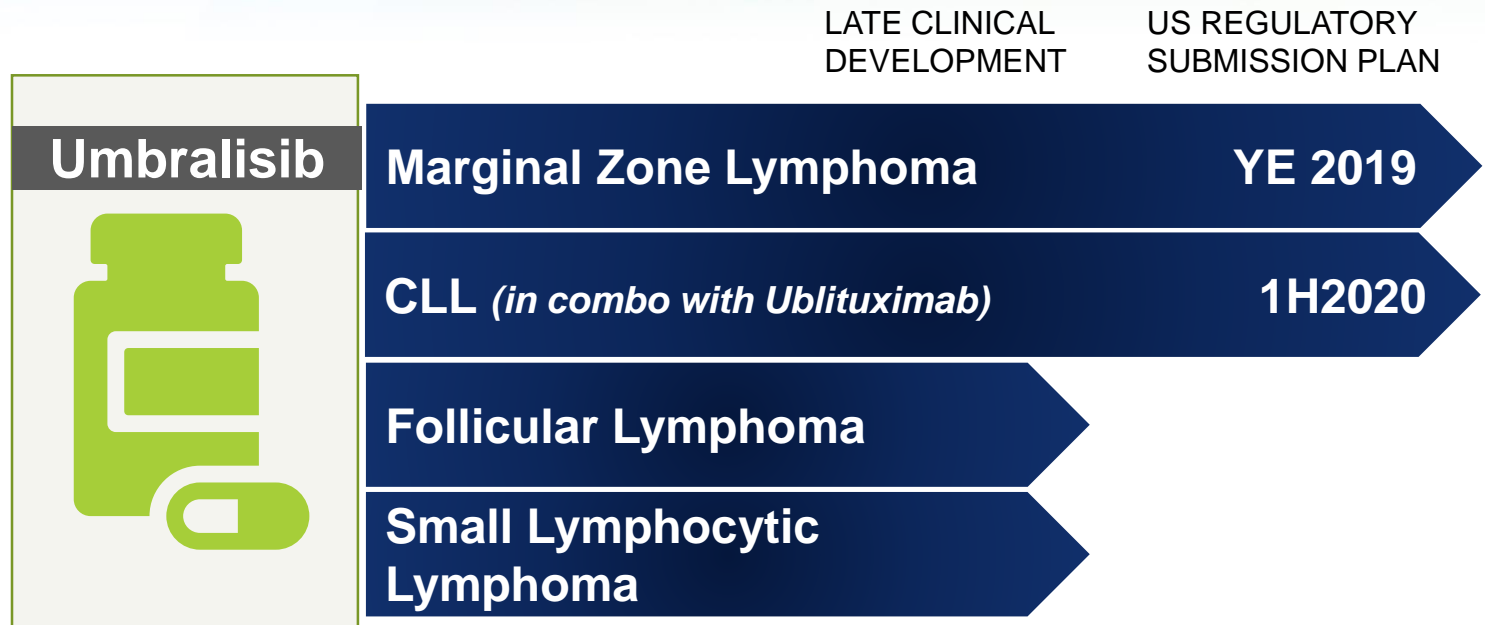 LATE CLINICAL
DEVELOPMENT
US REGULATORY
SUBMISSION PLAN
Umbralisib
Marginal Zone Lymphoma
YE 2019
CLL (in combo with Ublituximab)
1H2020
Follicular Lymphoma
Small Lymphocytic
Lymphoma